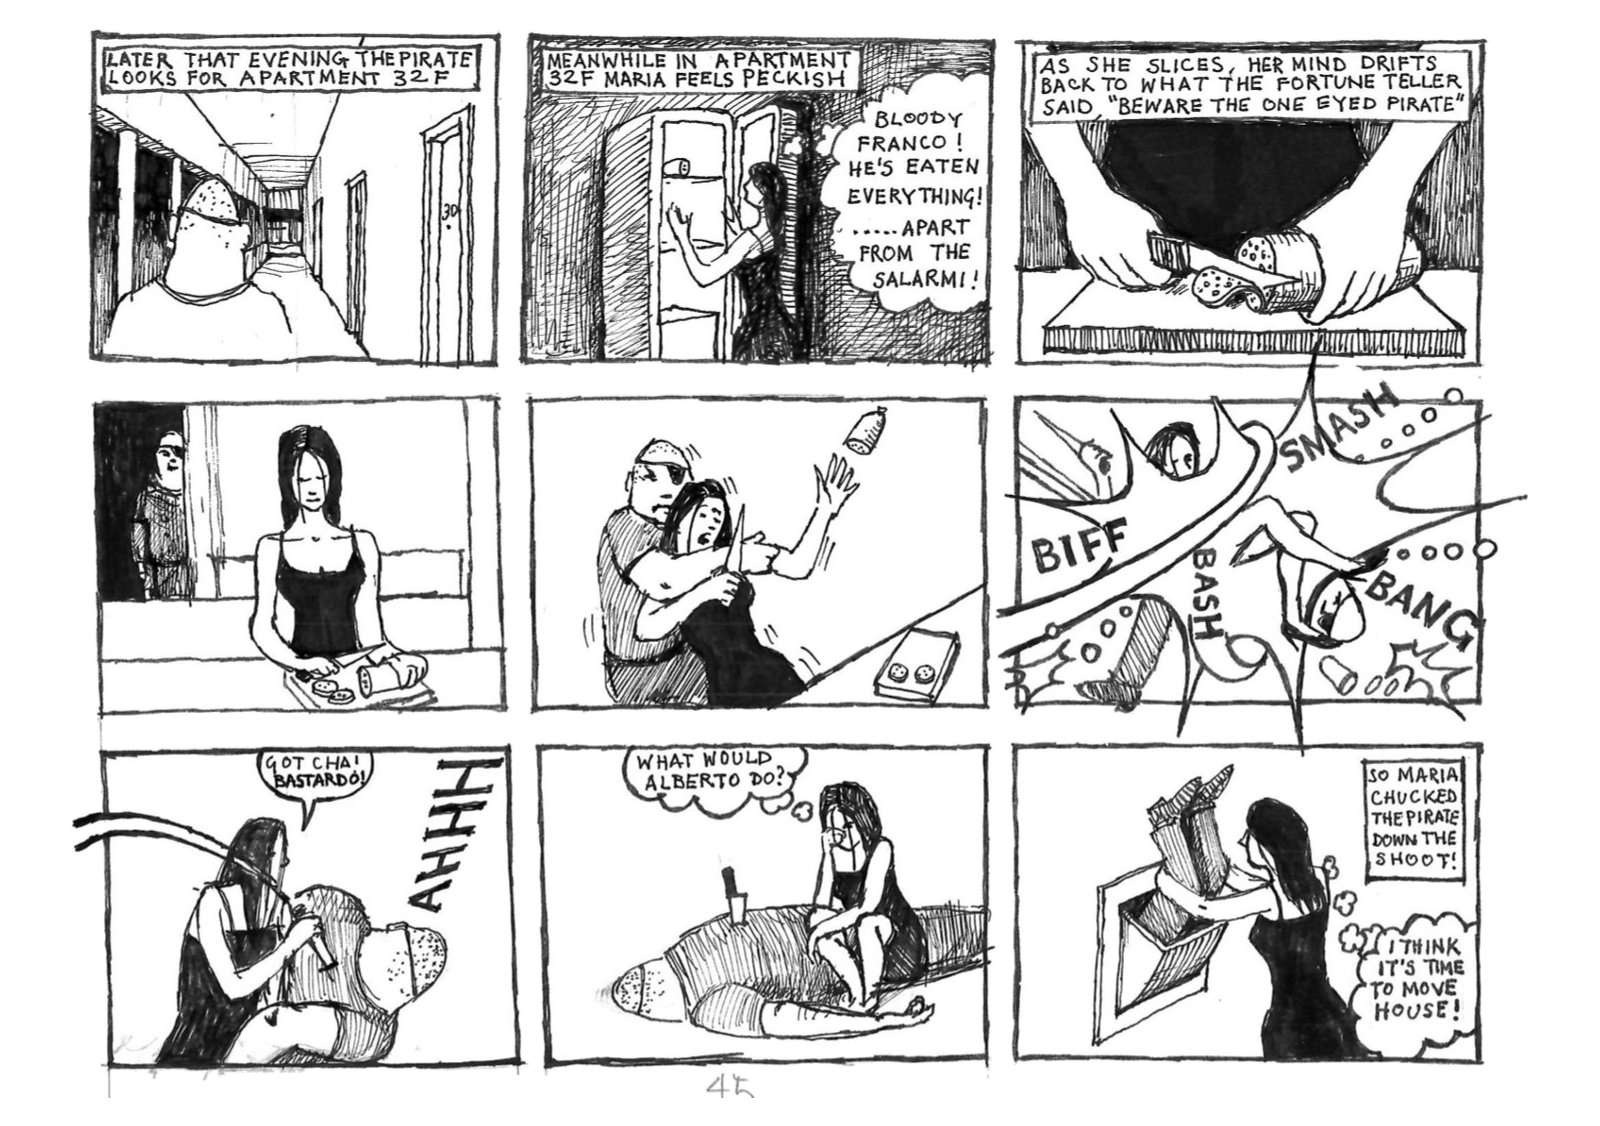 LATER THAT EVENING THE PIRATE
LOOKS FOR APARTMENT 32F
30
MEANWHILE IN APARTMENT
32F MARIA FEELS PECKISH
BLOODY
FRANCO!
HE'S EATEN
EVERYTHING!
.....APART
FROM THE
SALARMI!
AS SHE SLICES, HER MIND DRIFTS
BACK TO WHAT THE FORTUNE TELLER
SAID, "BEWARE THE ONE EYED PIRATE"
SMASH
BIFF
BASH
BANG
GOT CHA!
BASTARDO!
AHHH
WHAT WOULD
ALBERTO DO?
SO MARIA
CHUCKED
THE PIRATE
DOWN THE
SHOOT!
I THINK
IT'S TIME
TO MOVE
HOUSE!
45